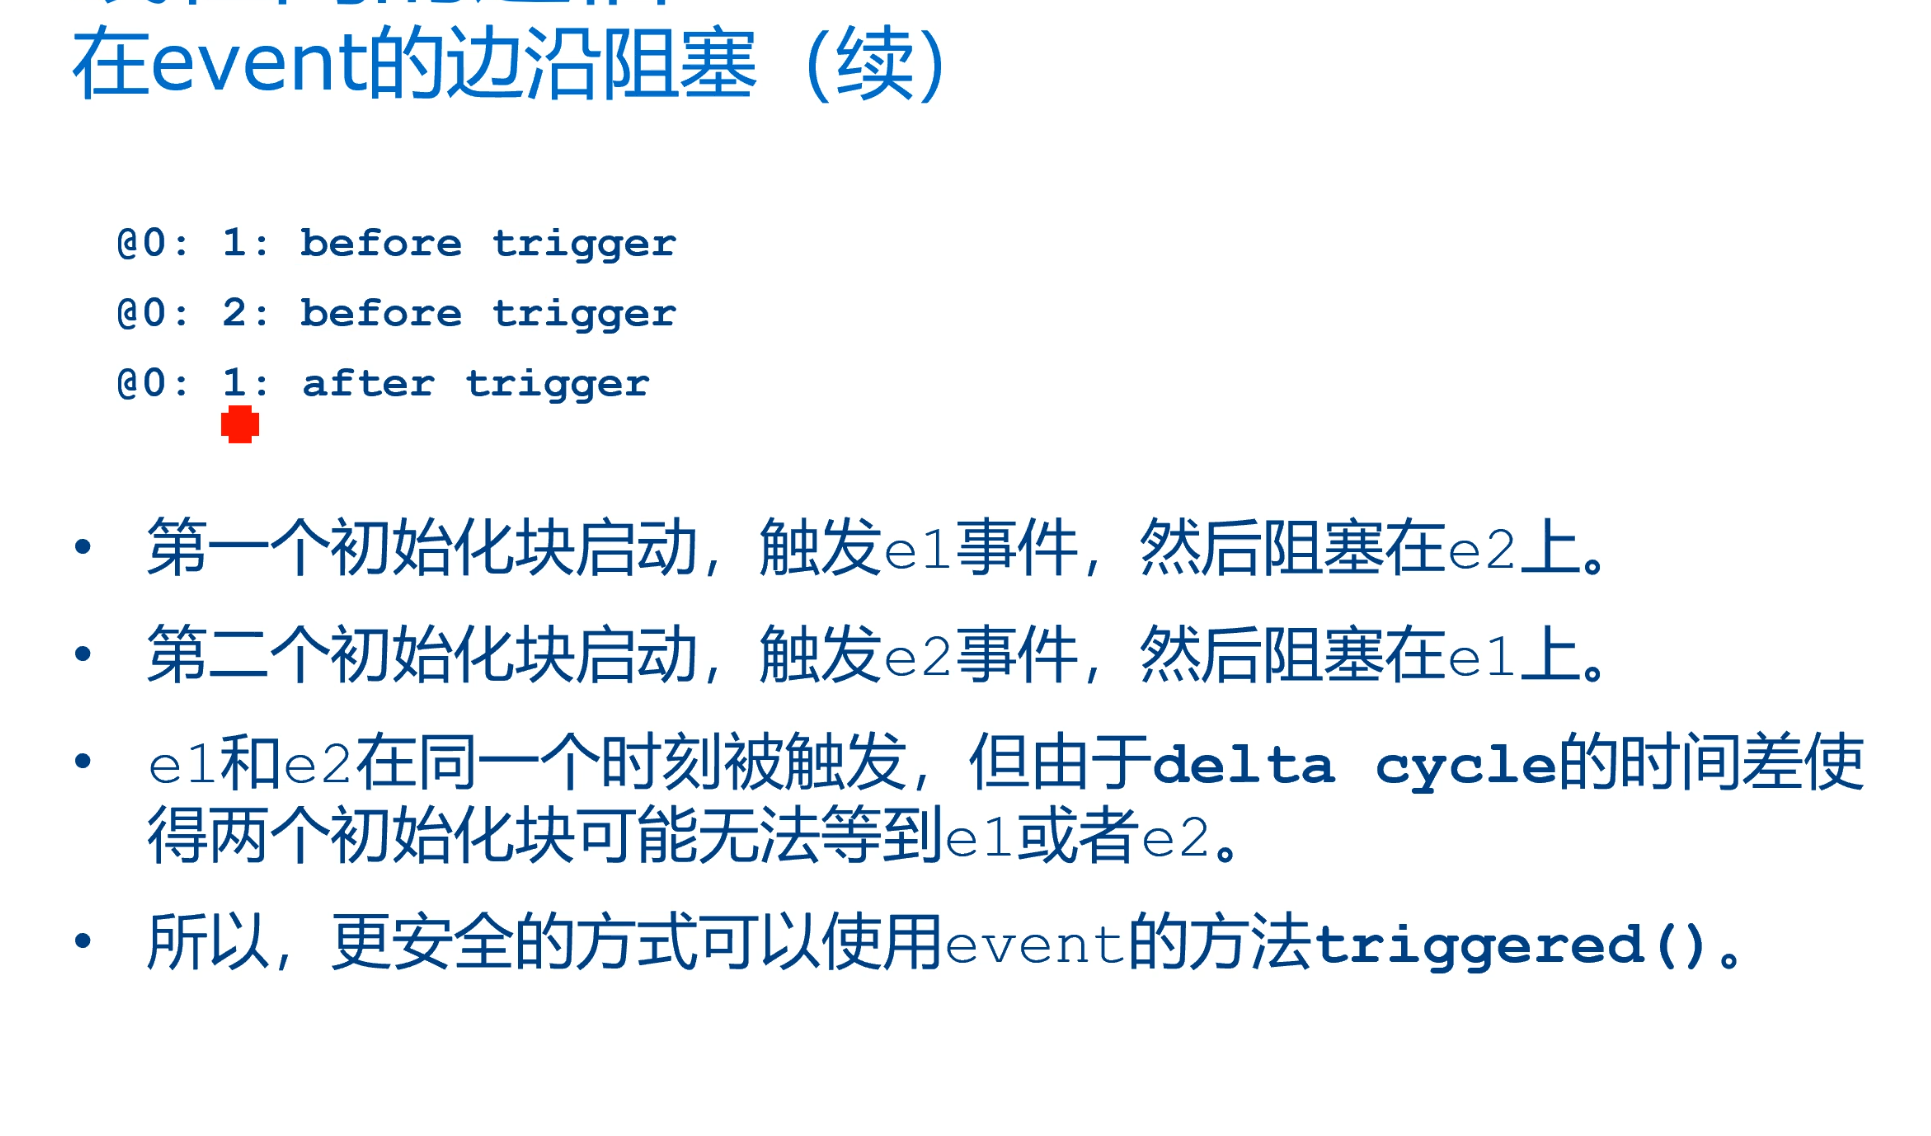 在event的边沿阻塞（续）
@0: 1: before trigger
@0: 2: before trigger
@0: 1: after trigger
• 第一个初始化块启动，触发e1事件，然后阻塞在e2上。
• 第二个初始化块启动，触发e2事件，然后阻塞在e1上。
• e1和e2在同一个时刻被触发，但由于delta cycle的时间差使
得两个初始化块可能无法等到e1或者e2。
• 所以，更安全的方式可以使用event的方法triggered()。